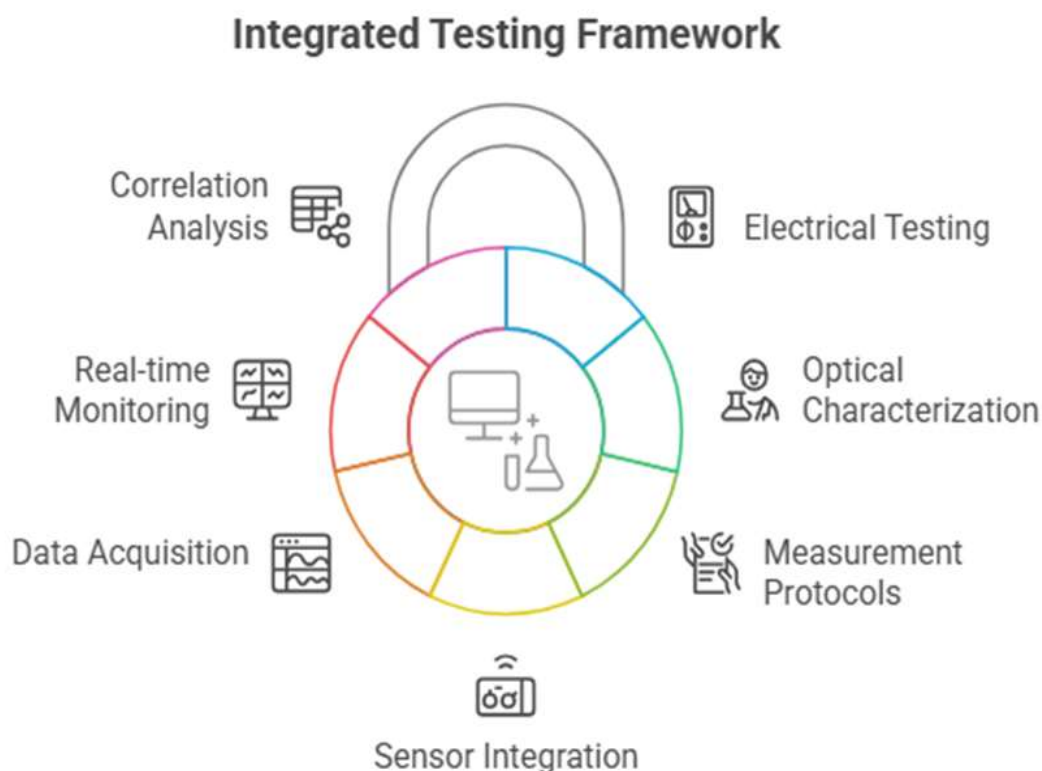 Integrated Testing Framework
Correlation
Analysis
Electrical Testing
Real-time
Monitoring
Optical
Characterization
Data Acquisition
Measurement
Protocols
Sensor Integration